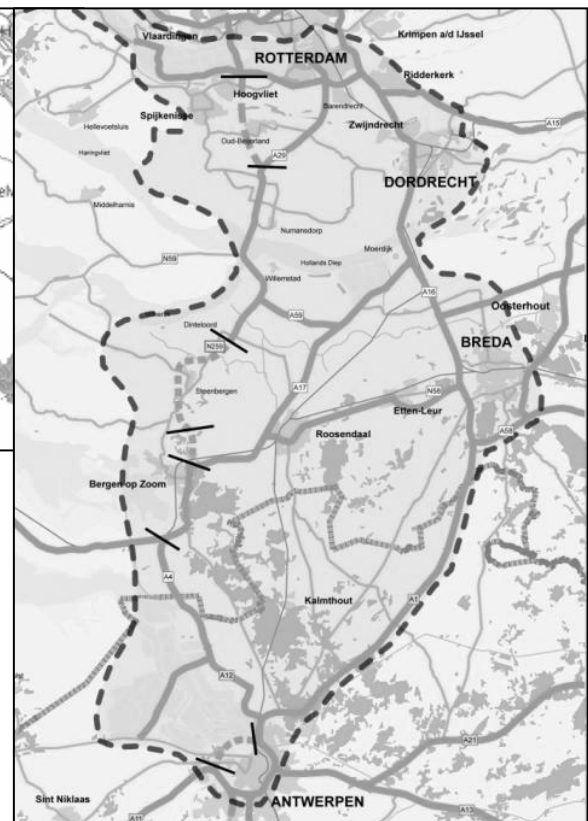 Vlaardingen
Krimpen a/d IJssel
ROTTERDAM
Ridderkerk
Hoogvliet
Barendrecht
Spijkenisse
Zwijndrecht
A15
Hellevoetsluis
Oud-Beijerland
Haringvliet
A29
DORDRECHT
Middelharnis
Numansdorp
Moerdijk
N59
Hollands Diep
Willemstad
A16
Oosterhout
A59
Dinteloord
BREDA
N259
Steenbergen
A17
N58
Etten-Leur
A58
Roosendaal
Bergen op Zoom
A4
Kalmthout
A1
A12
A21
Sint Niklaas
ANTWERPEN
A11
A13